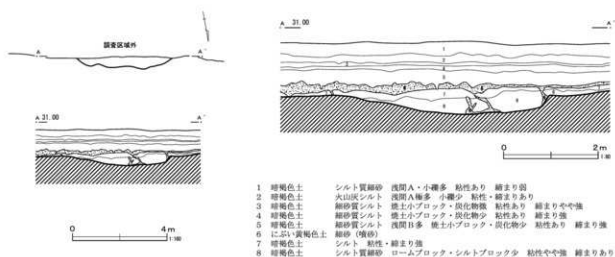 調査区域外
A
A'
A 31.00
A'
0 4m
1:100
A 31.00
A'
1
2
3
4
5
6
6
7
8
8
0 2m
1:50
1 暗褐色土 シルト質細砂 浅間A・小礫多 粘性あり 締まり弱
2 暗褐色土 火山灰シルト 浅間A極多 小礫少 粘性・締まりあり
3 暗褐色土 細砂質シルト 焼土小ブロック・炭化物微 粘性あり 締まりやや強
4 暗褐色土 細砂質シルト 焼土小ブロック・炭化物少 粘性あり 締まり強
5 暗褐色土 細砂質シルト 浅間B多 焼土小ブロック・炭化物少 粘性あり 締まり強
6 にぶい黄褐色土 細砂(噴砂)
7 暗褐色土 シルト 粘性・締まり強
8 暗褐色土 シルト質細砂 ロームブロック・シルトブロック少 粘性やや強 締まりあり